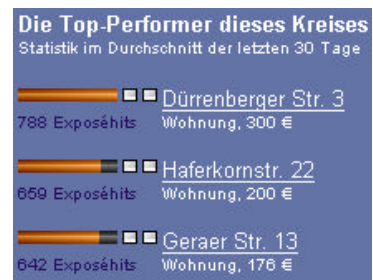 Die Top-Performer dieses Kreises
Statistik im Durchschnitt der letzten 30 Tage
Dürrenberger Str. 3
788 Exposéhits Wohnung, 300 €
Haferkornstr. 22
659 Exposéhits Wohnung, 200 €
Geraer Str. 13
642 Exposéhits Wohnung, 176 €